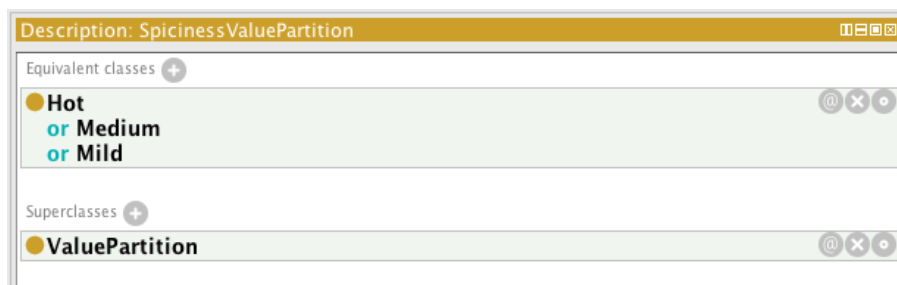 Description: SpicinessValuePartition
Equivalent classes
Hot
or Medium
or Mild
Superclasses
ValuePartition